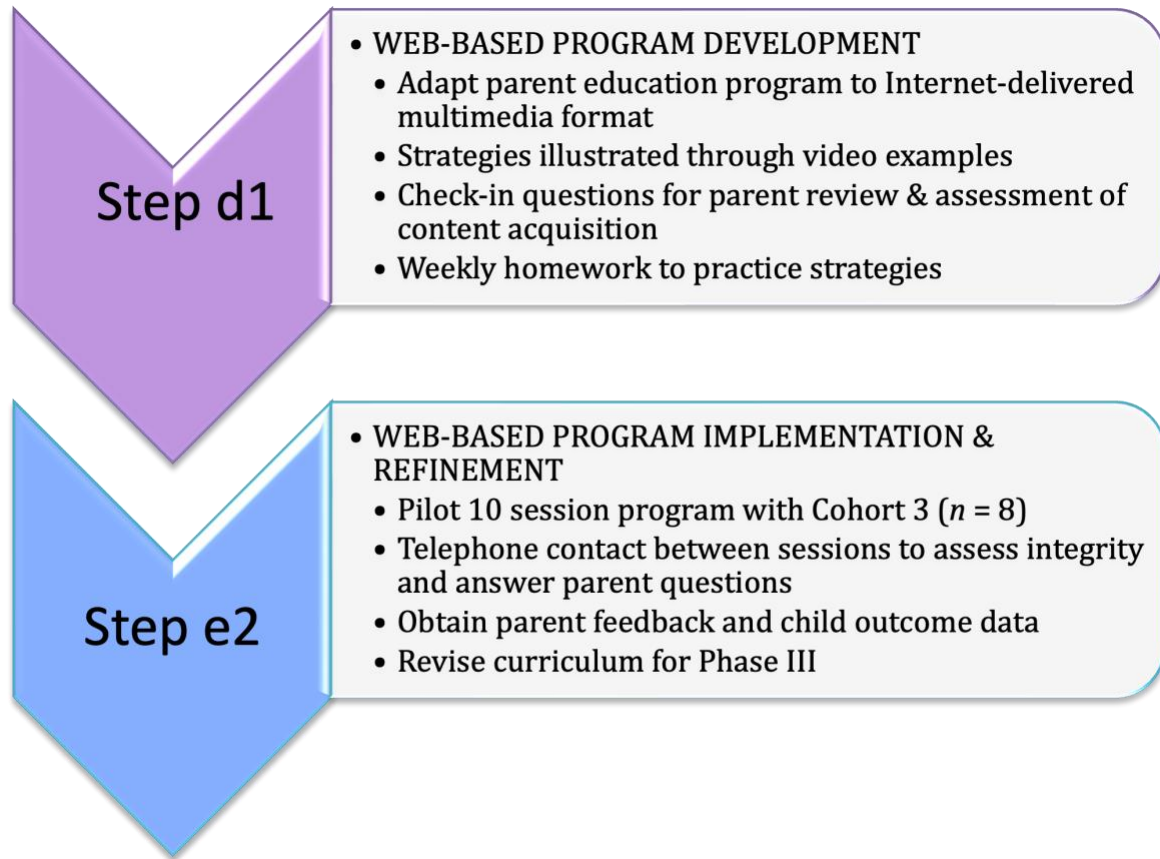 Step d1
• WEB-BASED PROGRAM DEVELOPMENT
• Adapt parent education program to Internet-delivered
multimedia format
• Strategies illustrated through video examples
• Check-in questions for parent review & assessment of
content acquisition
• Weekly homework to practice strategies
Step e2
• WEB-BASED PROGRAM IMPLEMENTATION &
REFINEMENT
• Pilot 10 session program with Cohort 3 (n = 8)
• Telephone contact between sessions to assess integrity
and answer parent questions
• Obtain parent feedback and child outcome data
• Revise curriculum for Phase III